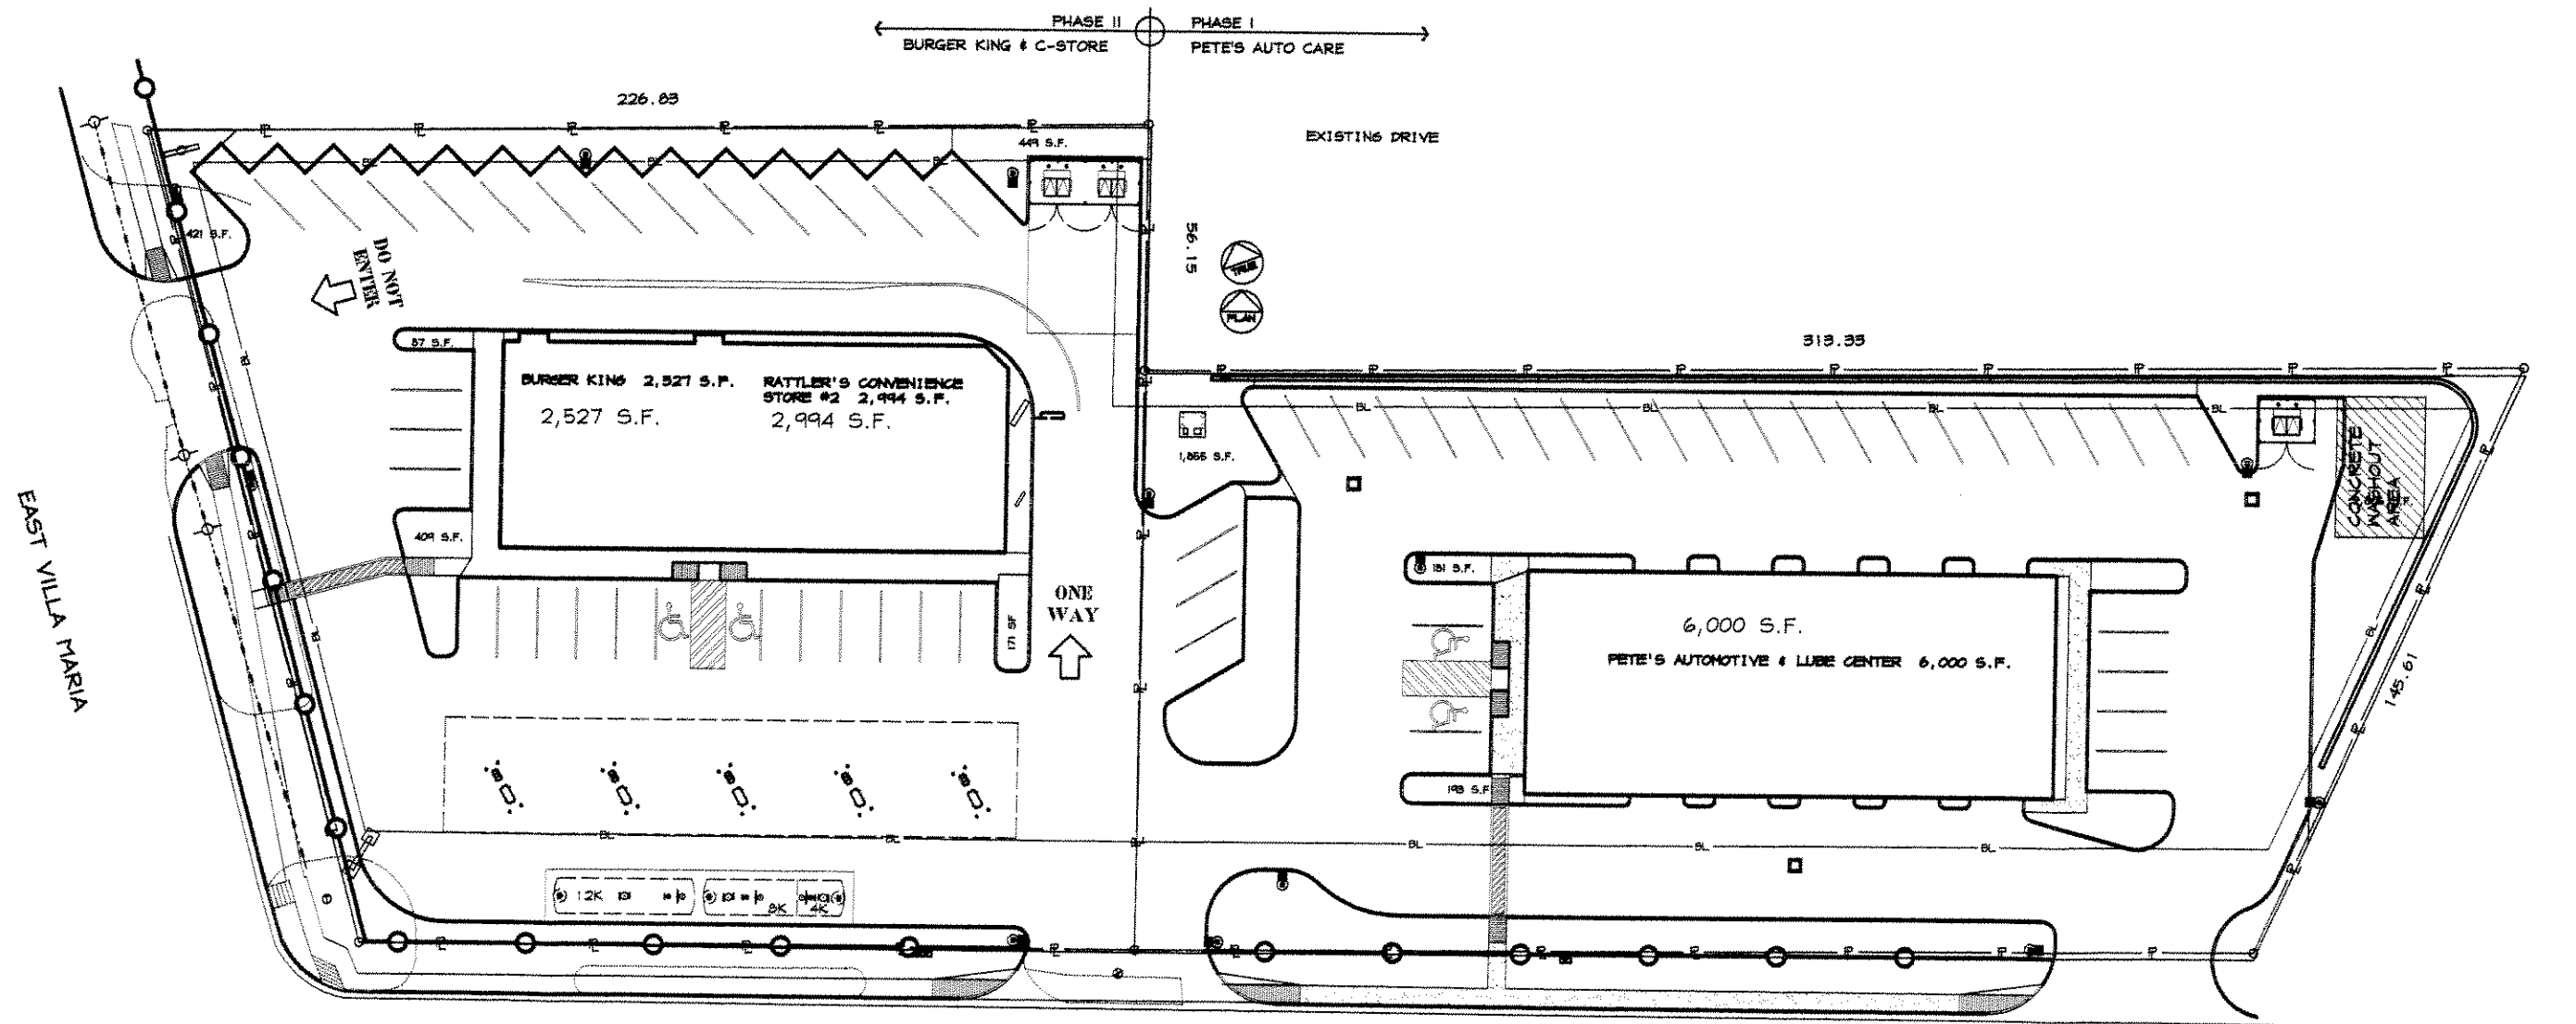 PHASE II
PHASE I
BURGER KING & C-STORE
PETE'S AUTO CARE
226.83
EXISTING DRIVE
449 S.F.
421 S.F.
DO NOT
ENTER
56.15
TRUE
PLAN
313.33
87 S.F.
BURGER KING 2,527 S.F.
RATTLER'S CONVENIENCE
STORE #2 2,994 S.F.
2,527 S.F.
2,994 S.F.
1,866 S.F.
CONCRETE
WASHOUT
AREA
409 S.F.
EAST VILLA MARIA
ONE
WAY
171 SF
181 S.F.
6,000 S.F.
PETE'S AUTOMOTIVE & LUBE CENTER 6,000 S.F.
145.61
193 S.F.
12K
8K
4K
PL
BL